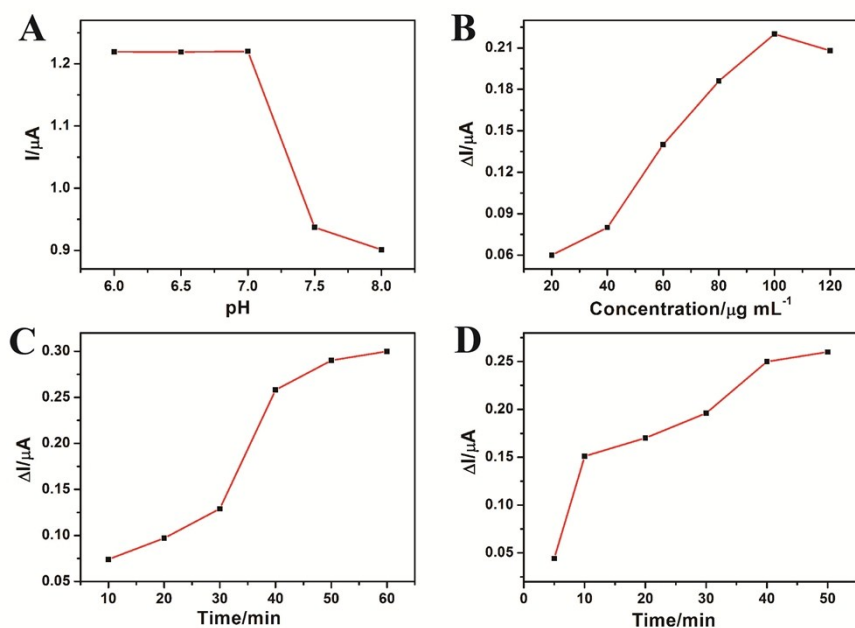 A
I/μA
1.2
1.1
1.0
0.9
6.0 6.5 7.0 7.5 8.0
pH
B
ΔI/μA
0.21
0.18
0.15
0.12
0.09
0.06
20 40 60 80 100 120
Concentration/μg mL⁻¹
C
ΔI/μA
0.30
0.25
0.20
0.15
0.10
0.05
10 20 30 40 50 60
Time/min
D
ΔI/μA
0.25
0.20
0.15
0.10
0.05
0 10 20 30 40 50
Time/min